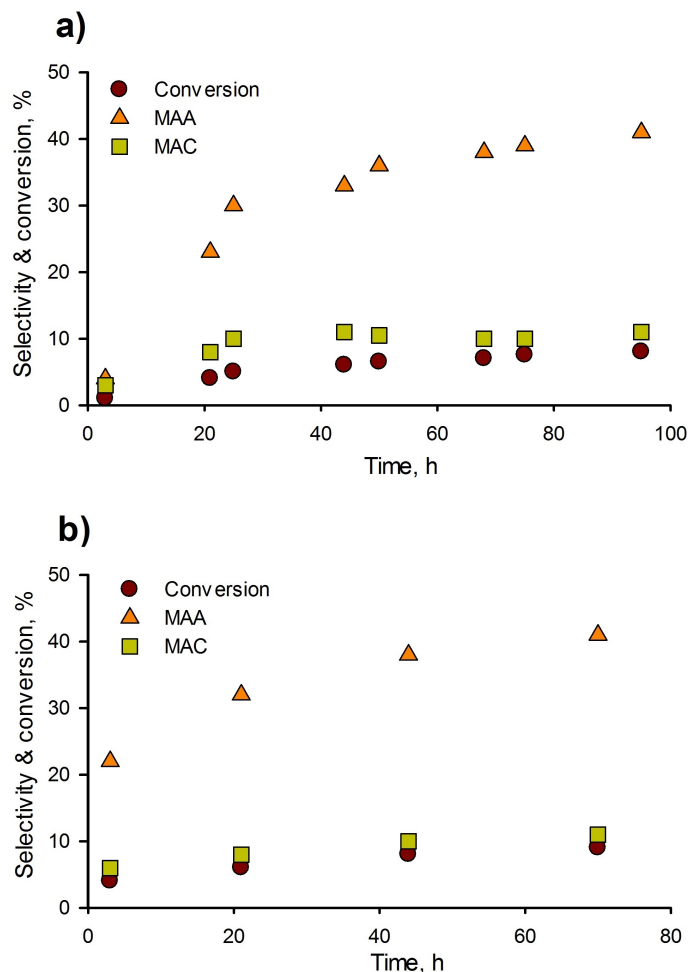 a)
50
40
30
20
10
0
Selectivity & conversion, %
Conversion
MAA
MAC
0 20 40 60 80 100
Time, h
b)
50
40
30
20
10
0
Selectivity & conversion, %
Conversion
MAA
MAC
0 20 40 60 80
Time, h